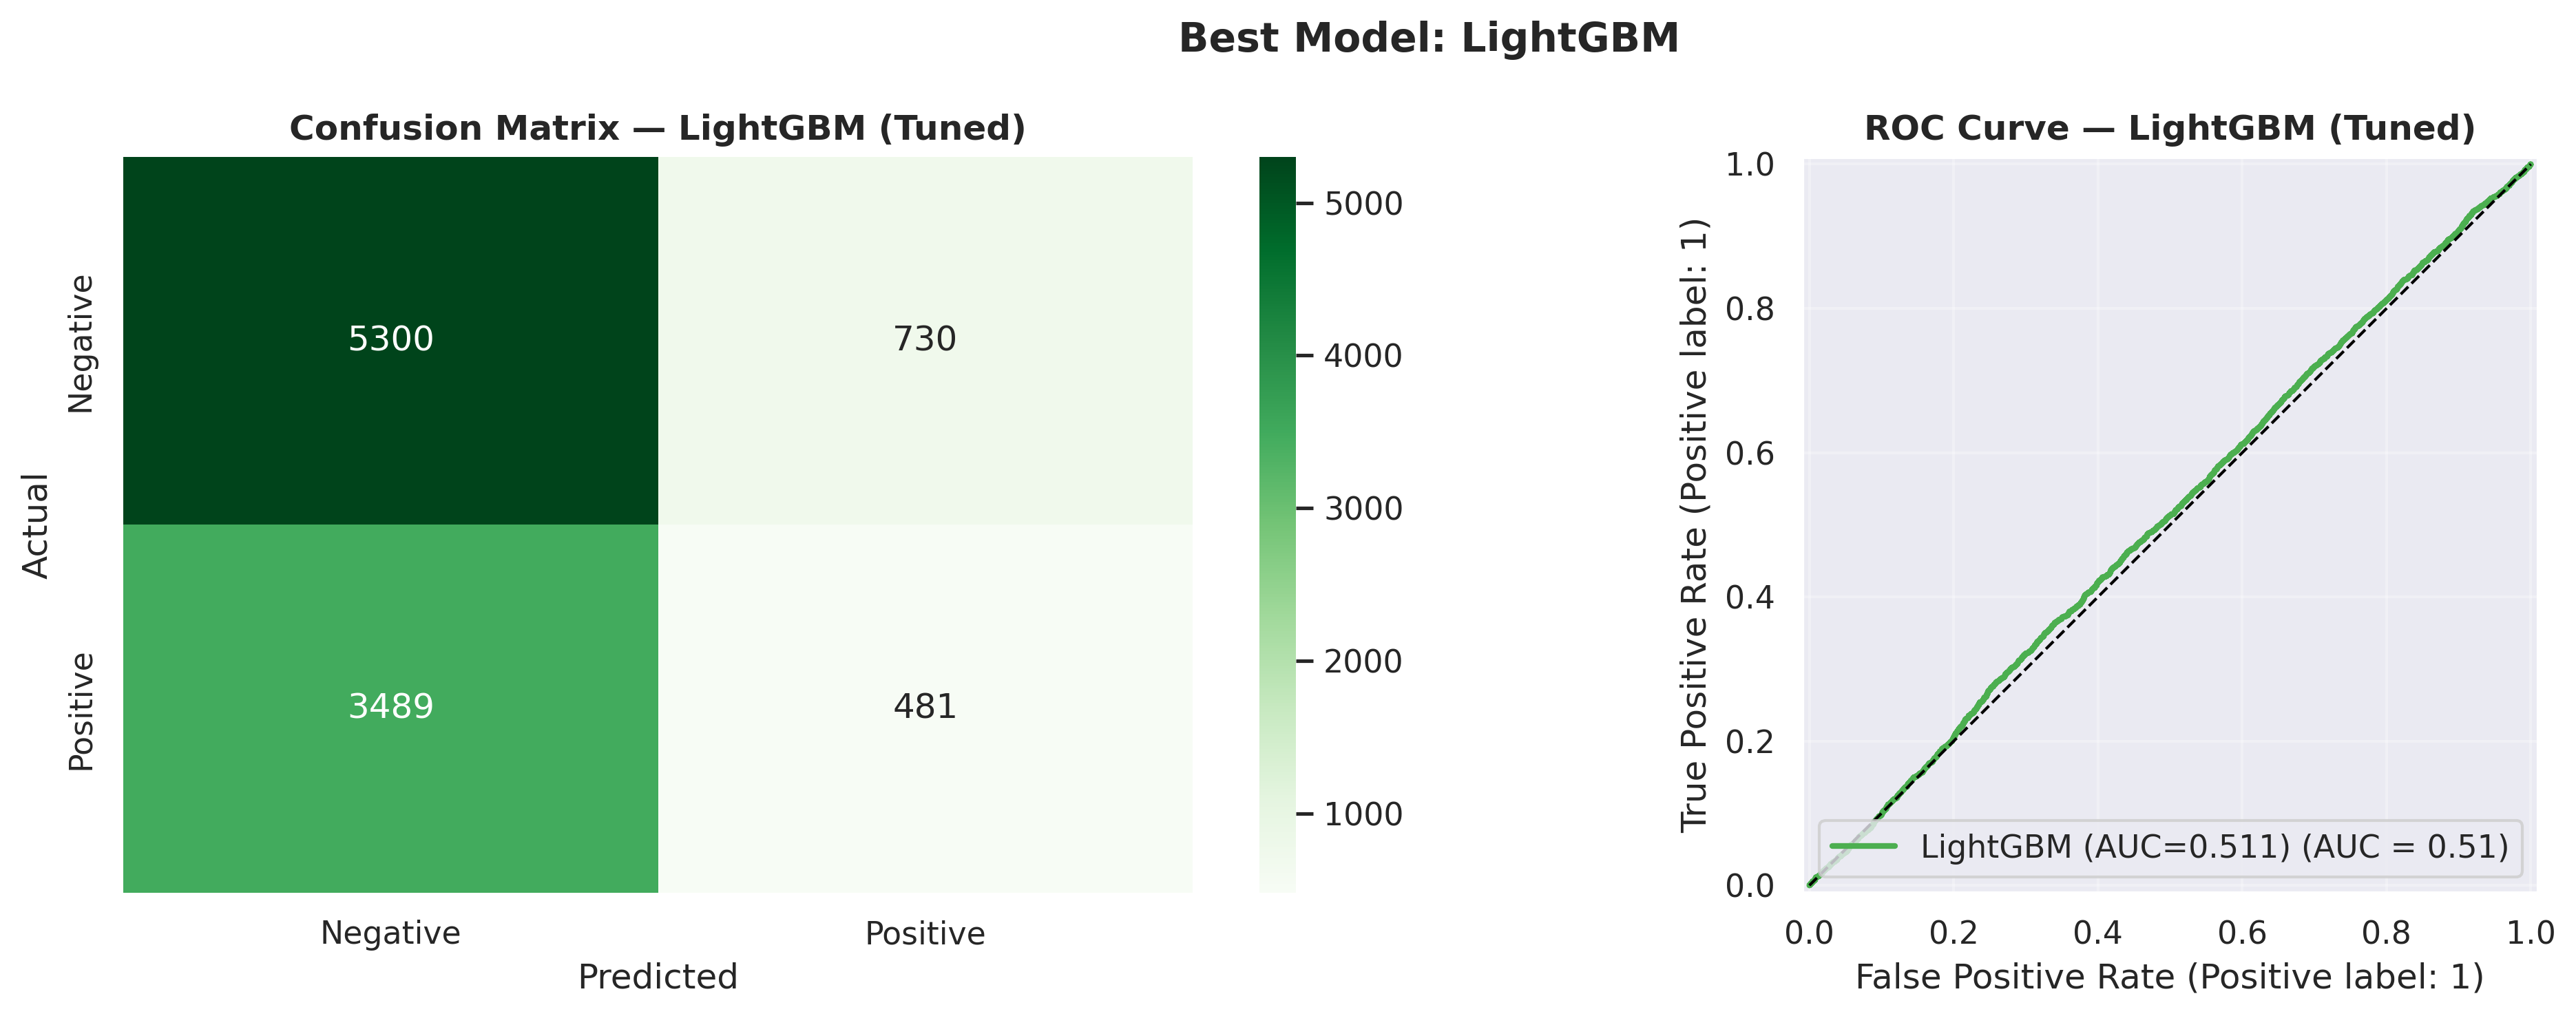 Best Model: LightGBM
Confusion Matrix — LightGBM (Tuned)
Actual
Negative
Positive
5300
730
3489
481
Negative
Positive
Predicted
5000
4000
3000
2000
1000
ROC Curve — LightGBM (Tuned)
True Positive Rate (Positive label: 1)
1.0
0.8
0.6
0.4
0.2
0.0
LightGBM (AUC=0.511) (AUC = 0.51)
0.0
0.2
0.4
0.6
0.8
1.0
False Positive Rate (Positive label: 1)